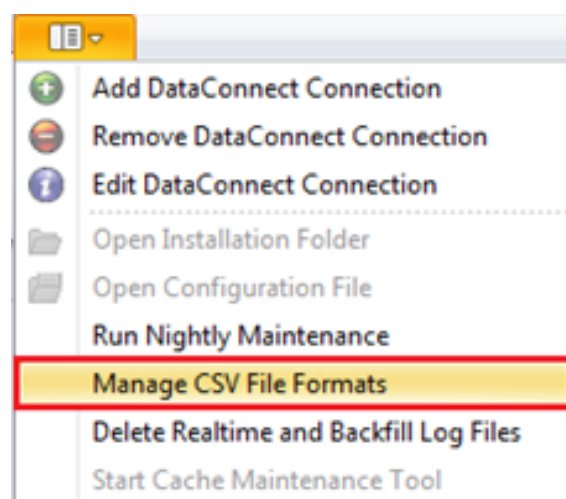 Add DataConnect Connection
Remove DataConnect Connection
Edit DataConnect Connection
Open Installation Folder
Open Configuration File
Run Nightly Maintenance
Manage CSV File Formats
Delete Realtime and Backfill Log Files
Start Cache Maintenance Tool